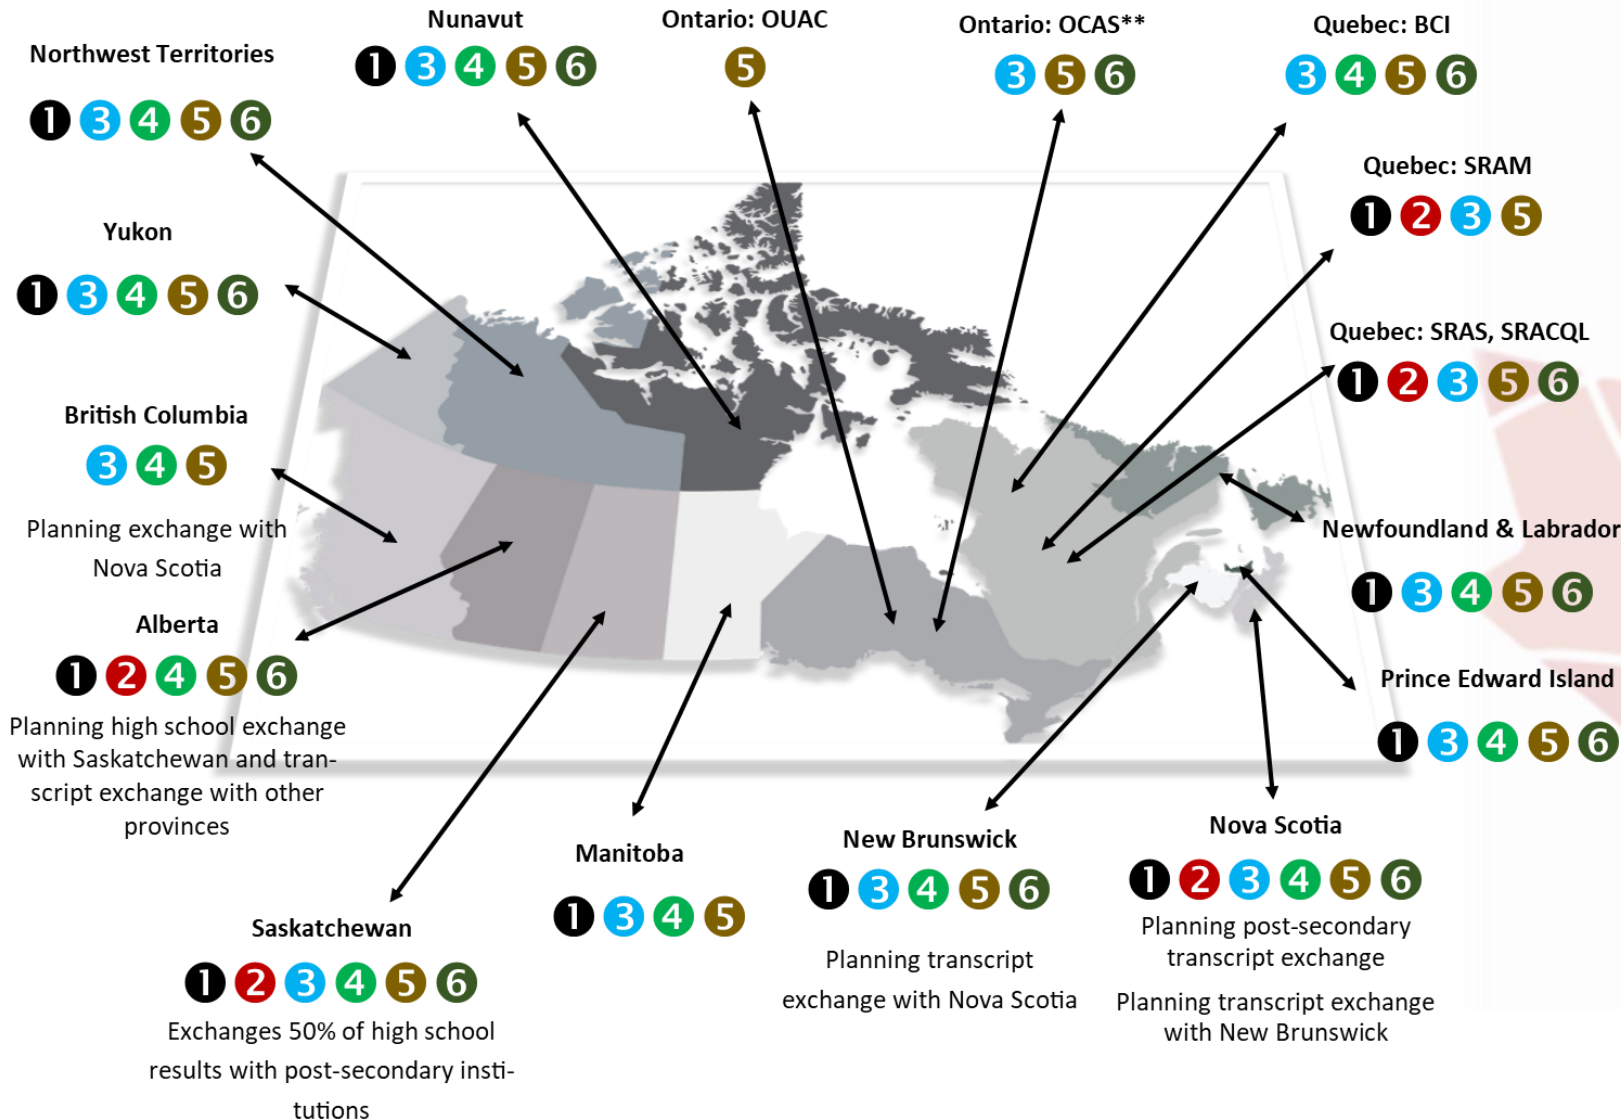 Nunavut
1 3 4 5 6
Ontario: OUAC
5
Ontario: OCAS**
3 5 6
Quebec: BCI
3 4 5 6
Northwest Territories
1 3 4 5 6
Quebec: SRAM
1 2 3 5
Yukon
1 3 4 5 6
Quebec: SRAS, SRACQL
1 2 3 5 6
British Columbia
3 4 5
Planning exchange with
Nova Scotia
Newfoundland & Labrador
1 3 4 5 6
Alberta
1 2 4 5 6
Planning high school exchange
with Saskatchewan and tran-
script exchange with other
provinces
Prince Edward Island
1 3 4 5 6
Saskatchewan
1 2 3 4 5 6
Exchanges 50% of high school
results with post-secondary insti-
tutions
Manitoba
1 3 4 5
New Brunswick
1 3 4 5 6
Planning transcript
exchange with Nova Scotia
Nova Scotia
1 2 3 4 5 6
Planning post-secondary
transcript exchange
Planning transcript exchange
with New Brunswick